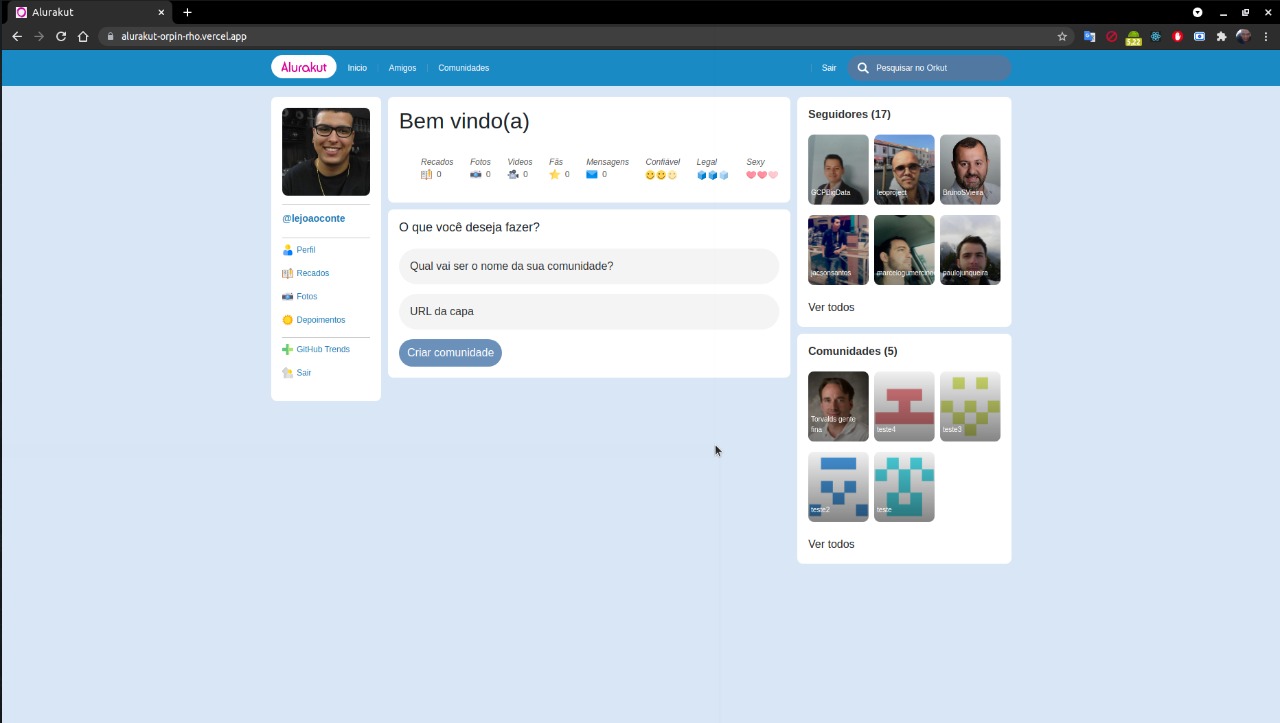 Alurakut
alurakut-orpin-rho.vercel.app
$23
Alurakut
Inicio
Amigos
Comunidades
Sair
Pesquisar no Orkut
@lejoaoconte
Perfil
Recados
Fotos
Depoimentos
GitHub Trends
Sair
Bem vindo(a)
Recados Fotos Videos Fãs Mensagens Confiável Legal Sexy
0 0 0 0 0
O que você deseja fazer?
Qual vai ser o nome da sua comunidade?
URL da capa
Criar comunidade
Seguidores (17)
GCPBigData leoproject BrunoSVieira
jacsonsantos marcelogumercino paulojunqueira
Ver todos
Comunidades (5)
Torvalds gente
fina teste4 teste3
teste2 teste
Ver todos